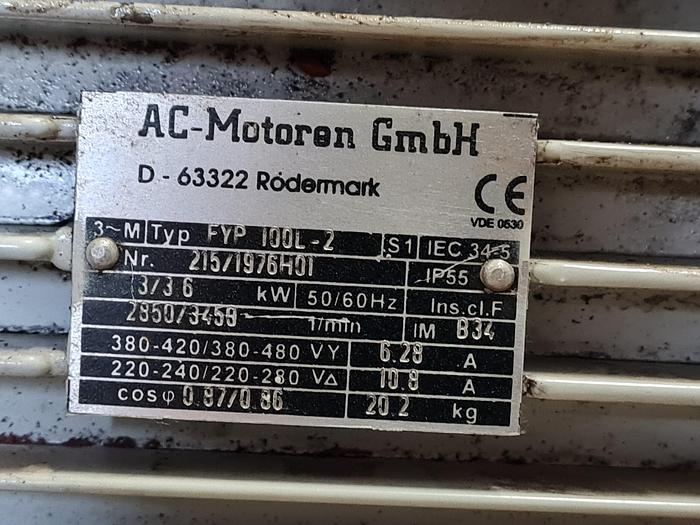 AC-Motoren GmbH
D - 63322 Rödermark
CE
VDE 0530
3~M Typ FYP 100L-2 S1 IEC 34-5
Nr. 215/1976H01 IP55
3/3 6 kW 50/60Hz Ins.cl.F
2850/3459 1/min IM B34
380-420/380-480 VY 6.28 A
220-240/220-280 V∆ 10.8 A
cosφ 0.87/0.86 20.2 kg